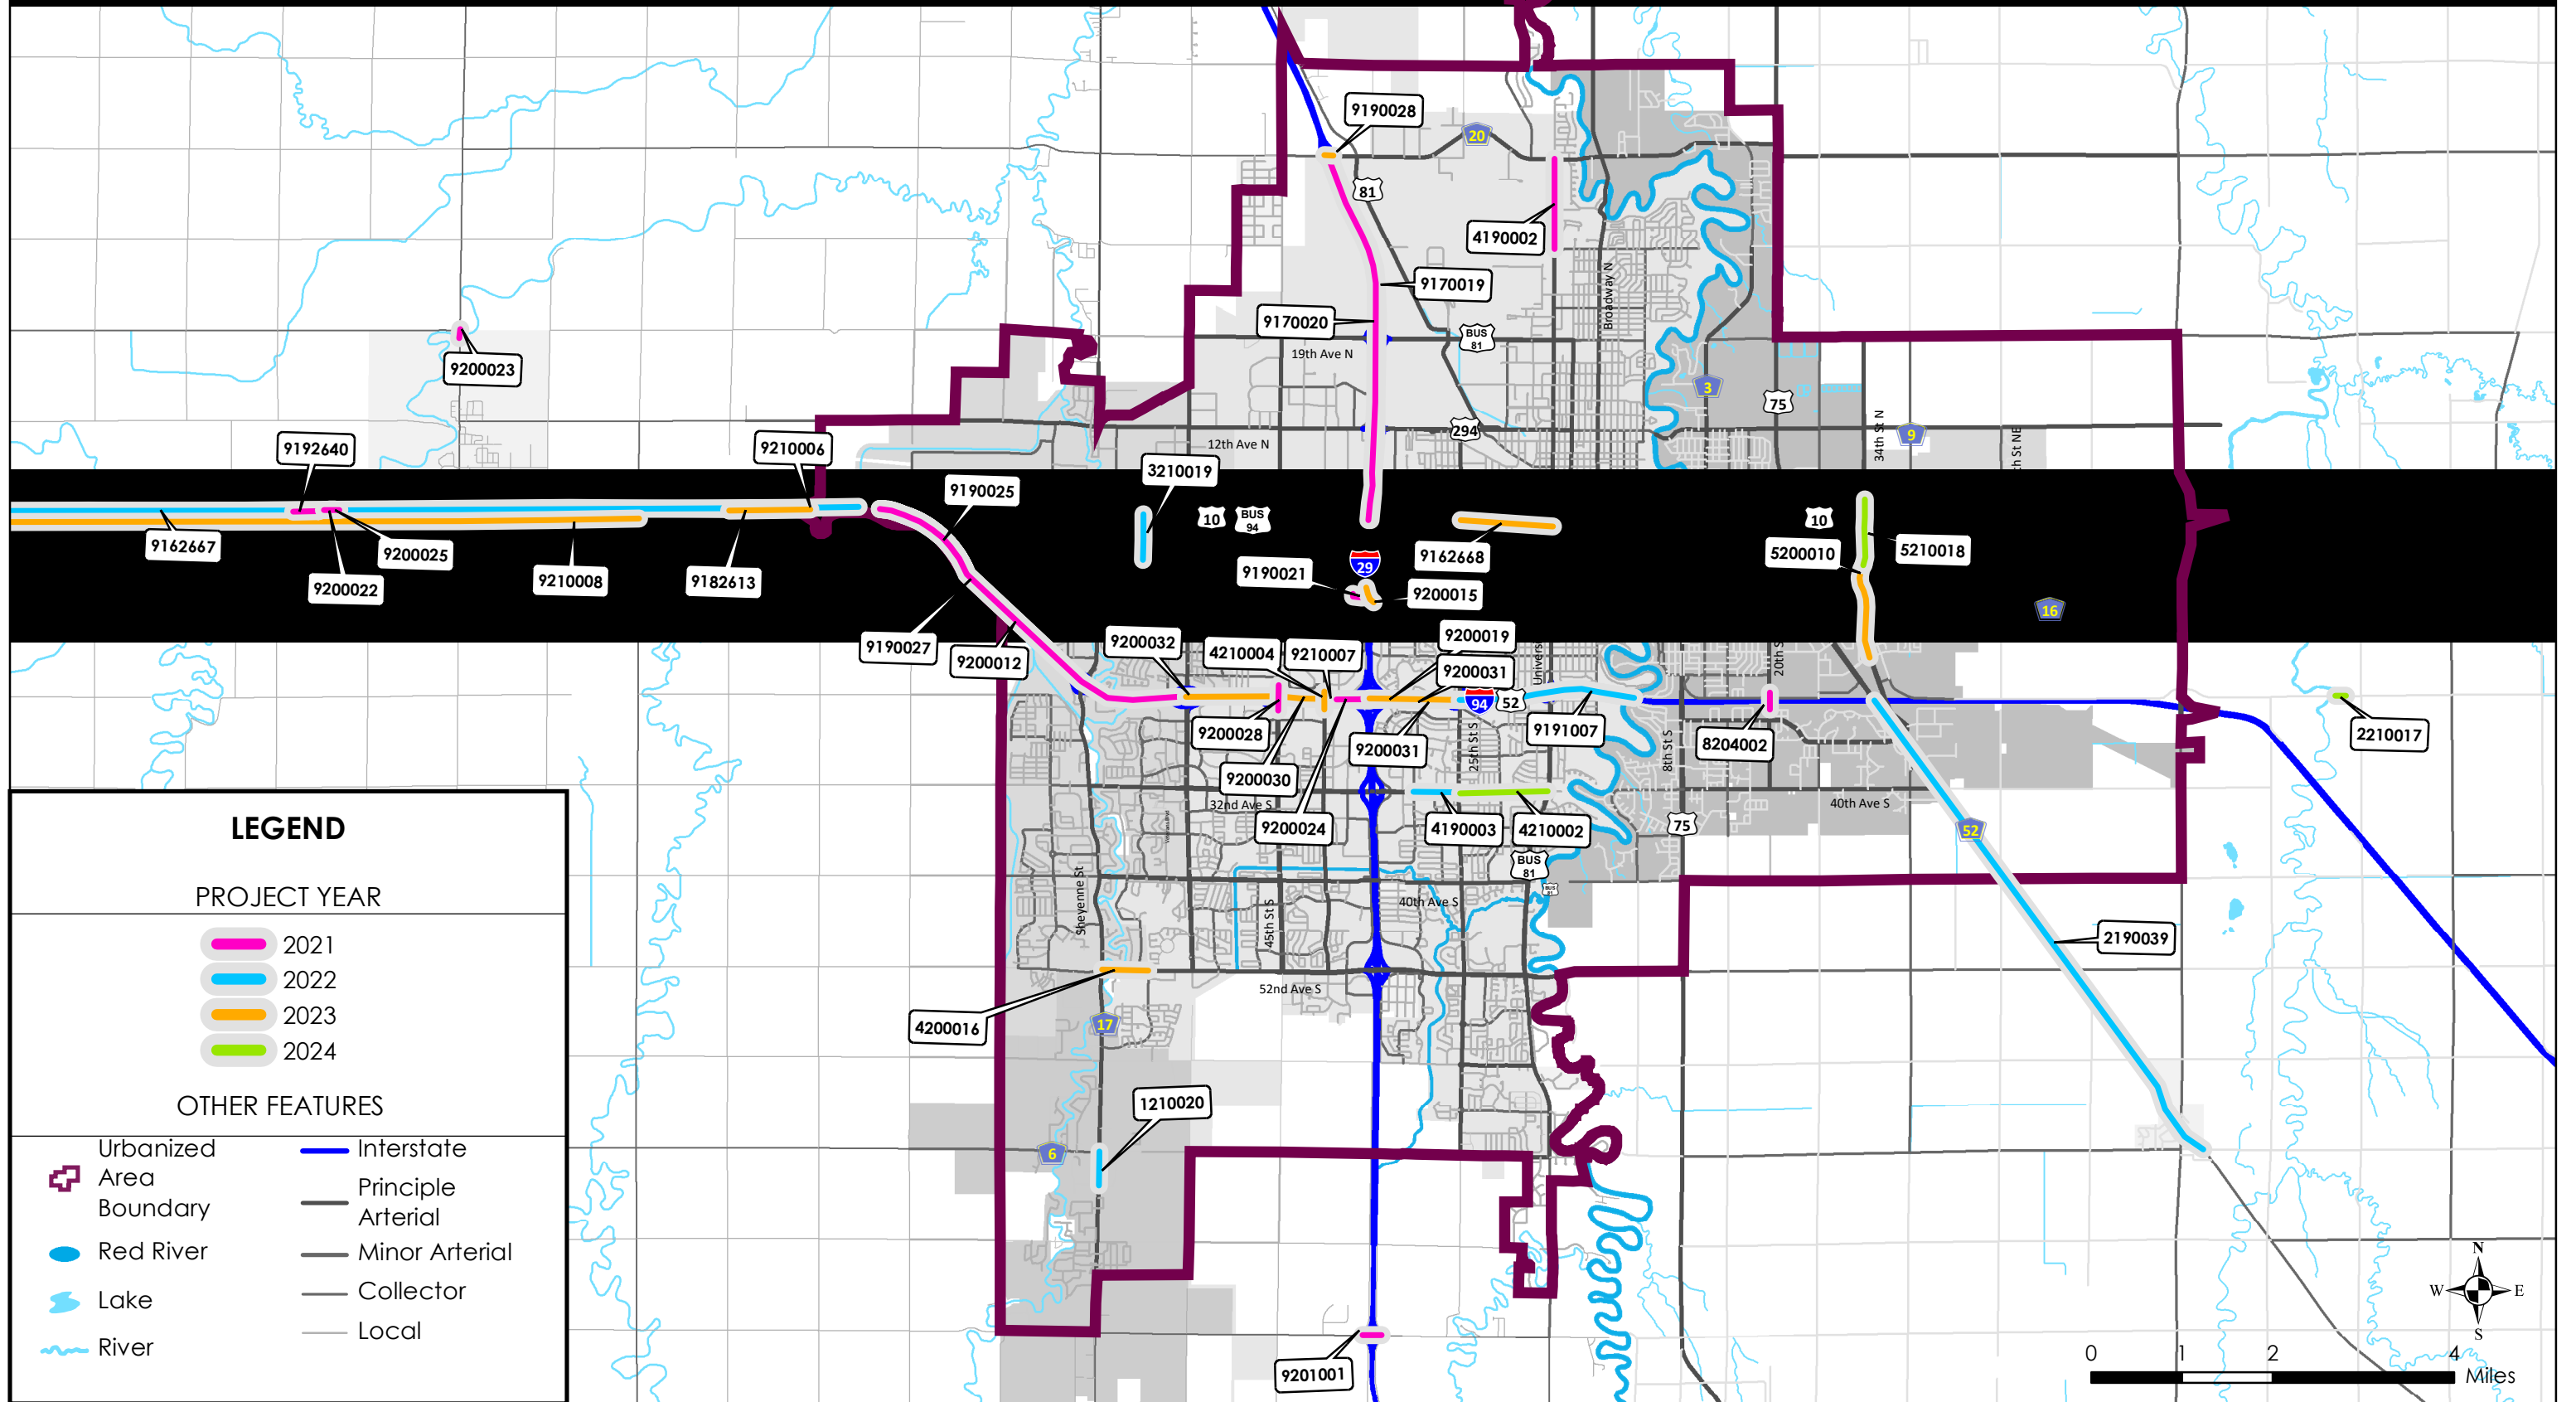 9190028
20
81
4190002
9170019
Broadway N
9170020
BUS
81
19th Ave N
9200023
3
75
294
34th St N
9
12th Ave N
9192640
9210006
3210019
9190025
10
BUS
94
10
9162667
9200025
9200022
9210008
9182613
9162668
29
9190021
9200015
5200010
5210018
16
9190027
9200012
9200032
4210004
9210007
9200019
9200031
94
52
20th S
9200028
9200030
9200031
25th St S
9191007
8th St S
8204002
2210017
32nd Ave S
9200024
4190003
4210002
75
40th Ave S
52
BUS
81
BUS
81
Sheyenne St
45th St S
40th Ave S
2190039
52nd Ave S
4200016
17
1210020
6
9201001
LEGEND
PROJECT YEAR
2021
2022
2023
2024
OTHER FEATURES
Urbanized
Area
Boundary
Red River
Lake
River
Interstate
Principle
Arterial
Minor Arterial
Collector
Local
N
W
E
S
0
1
2
4
Miles